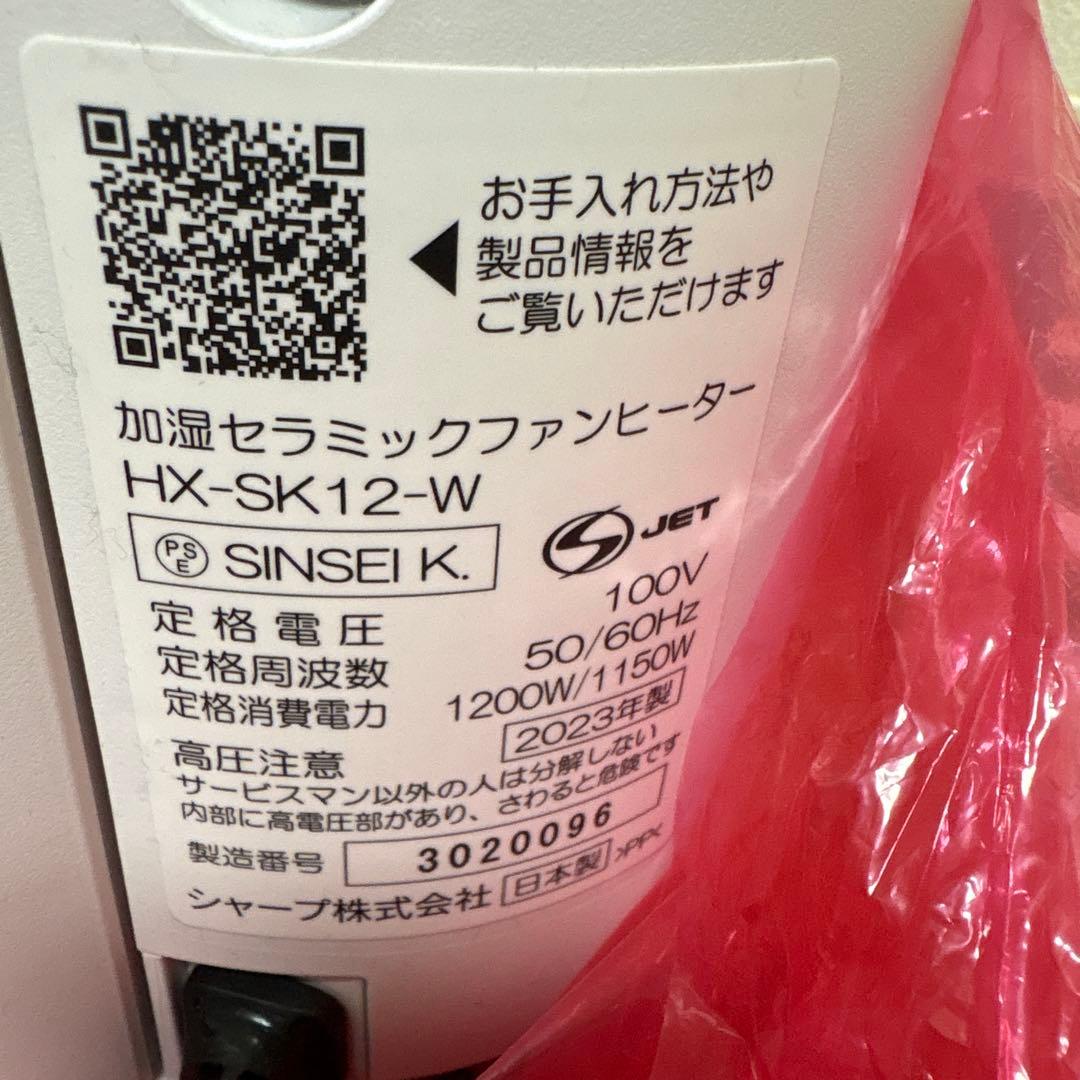 お手入れ方法や
製品情報を
ご覧いただけます
加湿セラミックファンヒーター
HX-SK12-W
PSE SINSEI K.
S JET
定格電圧 100V
定格周波数 50/60Hz
定格消費電力 1200W/1150W
2023年製
高圧注意
サービスマン以外の人は分解しない
内部に高電圧部があり、さわると危険です
製造番号 3020096
シャープ株式会社 日本製 >PP<